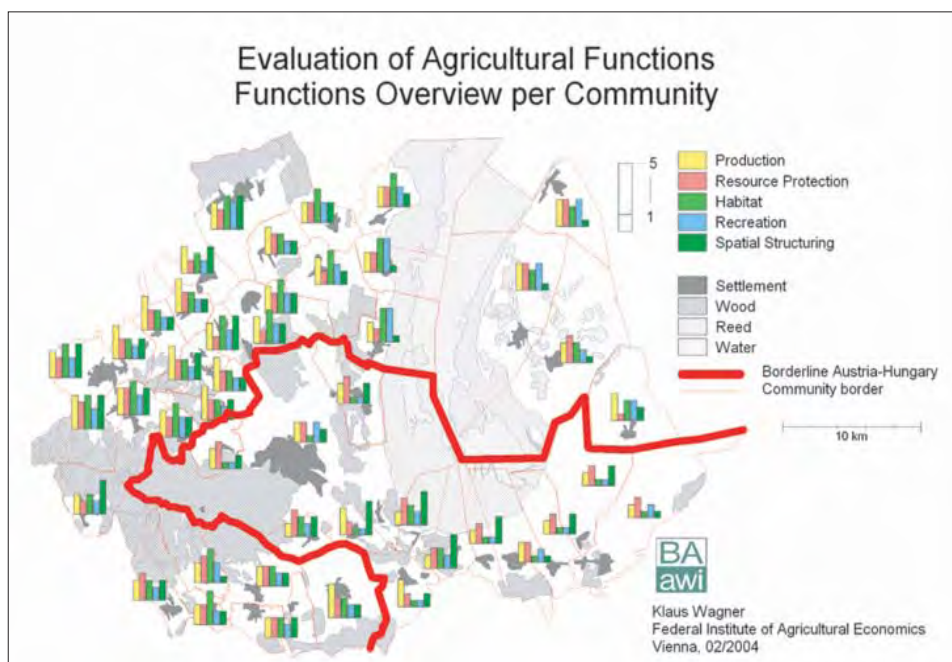 Evaluation of Agricultural Functions
Functions Overview per Community
5
1
Production
Resource Protection
Habitat
Recreation
Spatial Structuring
Settlement
Wood
Reed
Water
Borderline Austria-Hungary
Community border
10 km
BA
awi
Klaus Wagner
Federal Institute of Agricultural Economics
Vienna, 02/2004